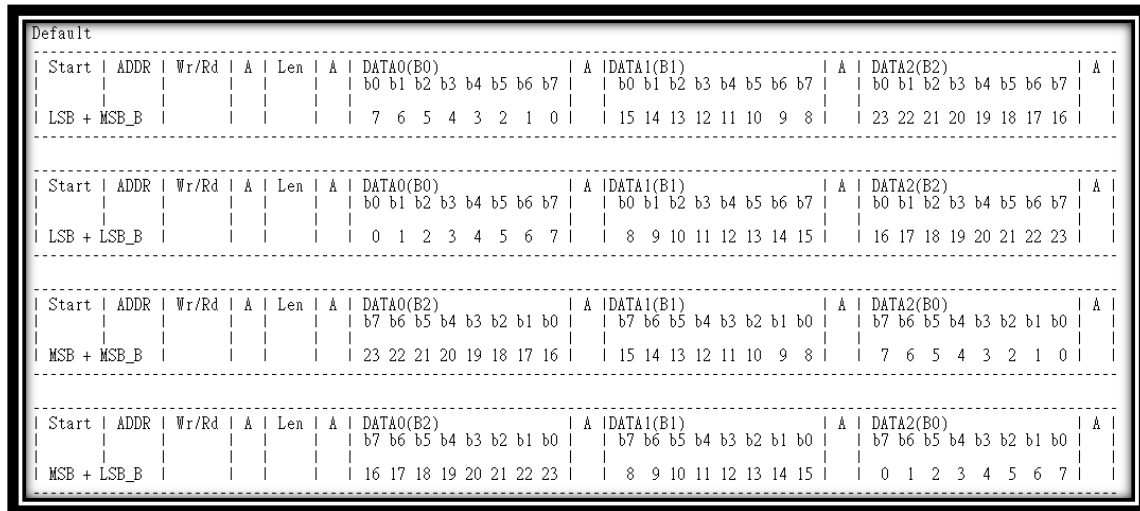 Default
| Start | ADDR | Wr/Rd | A | Len | A | DATA0(B0) | A |DATA1(B1) | A | DATA2(B2) | A |
| | | | | | | b0 b1 b2 b3 b4 b5 b6 b7 | | b0 b1 b2 b3 b4 b5 b6 b7 | | b0 b1 b2 b3 b4 b5 b6 b7 | |
| LSB + MSB_B | | | | | 7 6 5 4 3 2 1 0 | | 15 14 13 12 11 10 9 8 | | 23 22 21 20 19 18 17 16 | |
| Start | ADDR | Wr/Rd | A | Len | A | DATA0(B0) | A |DATA1(B1) | A | DATA2(B2) | A |
| | | | | | | b0 b1 b2 b3 b4 b5 b6 b7 | | b0 b1 b2 b3 b4 b5 b6 b7 | | b0 b1 b2 b3 b4 b5 b6 b7 | |
| LSB + LSB_B | | | | | 0 1 2 3 4 5 6 7 | | 8 9 10 11 12 13 14 15 | | 16 17 18 19 20 21 22 23 | |
| Start | ADDR | Wr/Rd | A | Len | A | DATA0(B2) | A |DATA1(B1) | A | DATA2(B0) | A |
| | | | | | | b7 b6 b5 b4 b3 b2 b1 b0 | | b7 b6 b5 b4 b3 b2 b1 b0 | | b7 b6 b5 b4 b3 b2 b1 b0 | |
| MSB + MSB_B | | | | | 23 22 21 20 19 18 17 16 | | 15 14 13 12 11 10 9 8 | | 7 6 5 4 3 2 1 0 | |
| Start | ADDR | Wr/Rd | A | Len | A | DATA0(B2) | A |DATA1(B1) | A | DATA2(B0) | A |
| | | | | | | b7 b6 b5 b4 b3 b2 b1 b0 | | b7 b6 b5 b4 b3 b2 b1 b0 | | b7 b6 b5 b4 b3 b2 b1 b0 | |
| MSB + LSB_B | | | | | 16 17 18 19 20 21 22 23 | | 8 9 10 11 12 13 14 15 | | 0 1 2 3 4 5 6 7 | |